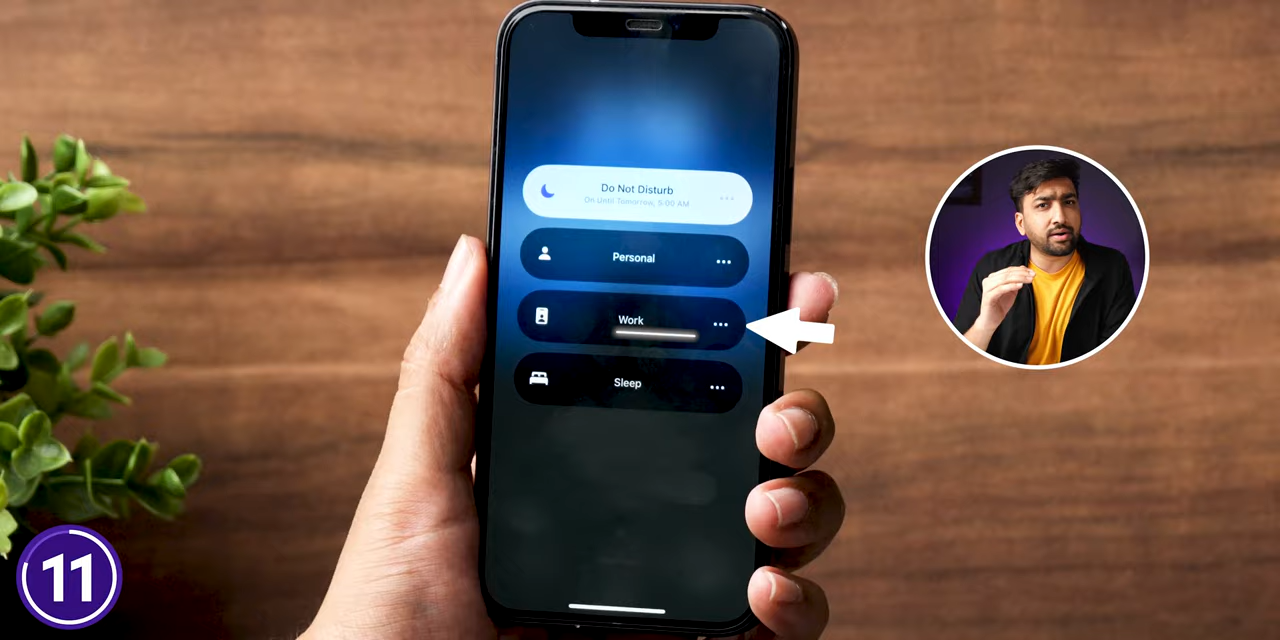 Do Not Disturb
On Until Tomorrow, 5:00 AM
Personal
Work
Sleep
11